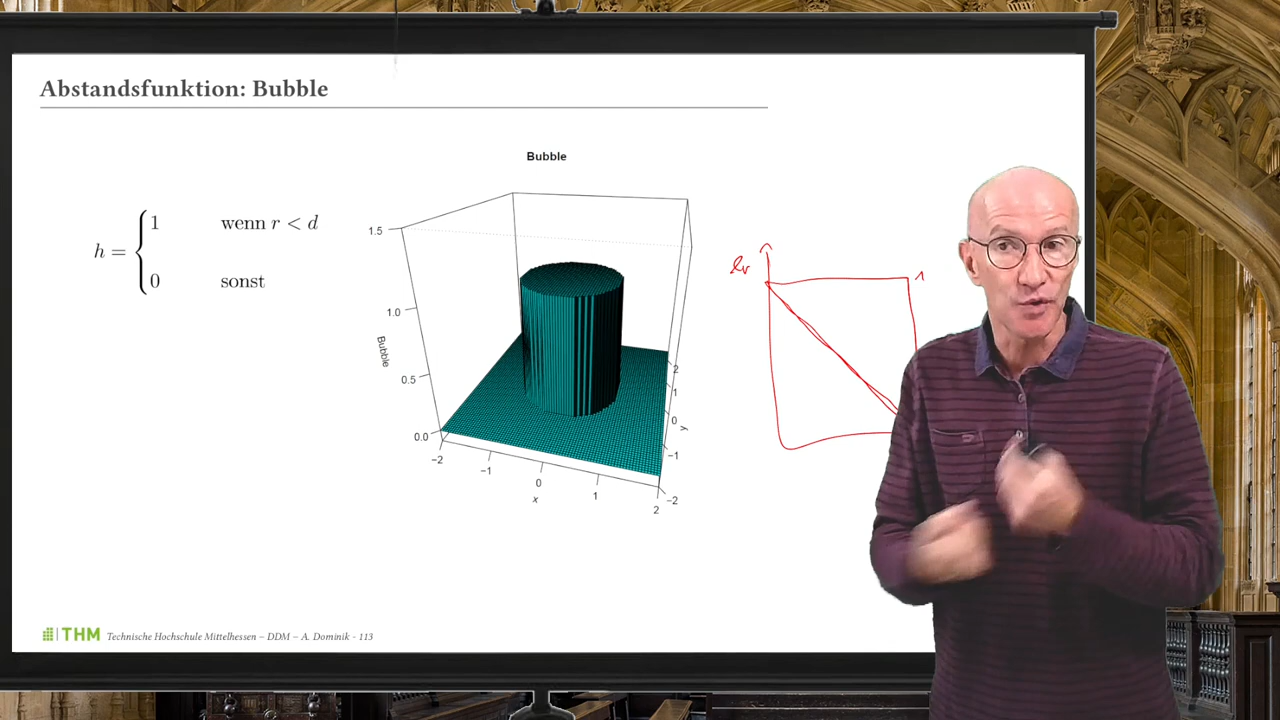 Abstandsfunktion: Bubble
Bubble
h = { 1 wenn r < d
0 sonst
1.5
1.0
0.5
0.0
Bubble
−2
−1
0
1
2
x
2
1
0
−1
−2
y
1
THM Technische Hochschule Mittelhessen – DDM – A. Dominik - 113